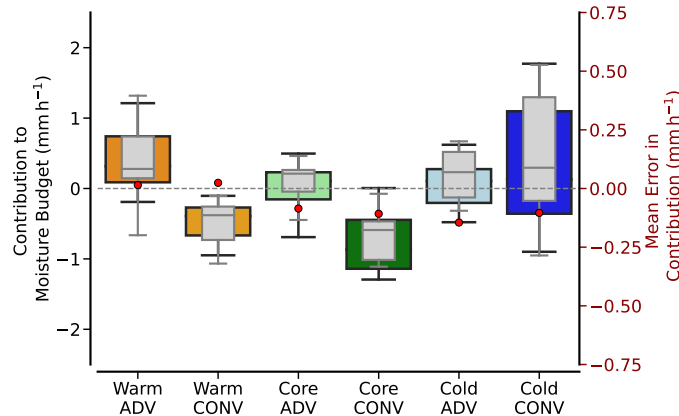 Contribution to
Moisture Budget (mm h⁻¹)
2
1
0
−1
−2
0.75
0.50
0.25
0.00
−0.25
−0.50
−0.75
Mean Error in
Contribution (mm h⁻¹)
Warm
ADV
Warm
CONV
Core
ADV
Core
CONV
Cold
ADV
Cold
CONV